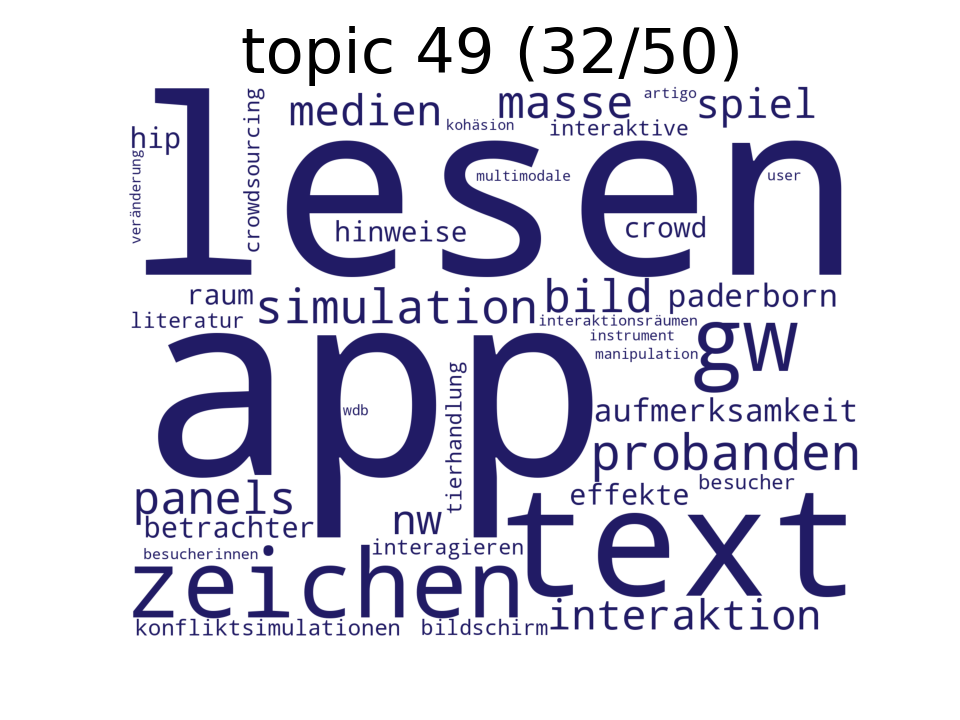 topic 49 (32/50)
lesen
medien
masse
artigo
spiel
hip
crowdsourcing
kohäsion
interaktive
veränderung
multimodale
user
hinweise
crowd
raum
simulation
bild
paderborn
literatur
interaktionsräumen
instrument
manipulation
gw
app
wdb
tierhandlung
aufmerksamkeit
probanden
besucher
panels
effekte
betrachter
nw
text
interagieren
besucherinnen
zeichen
interaktion
konfliktsimulationen
bildschirm